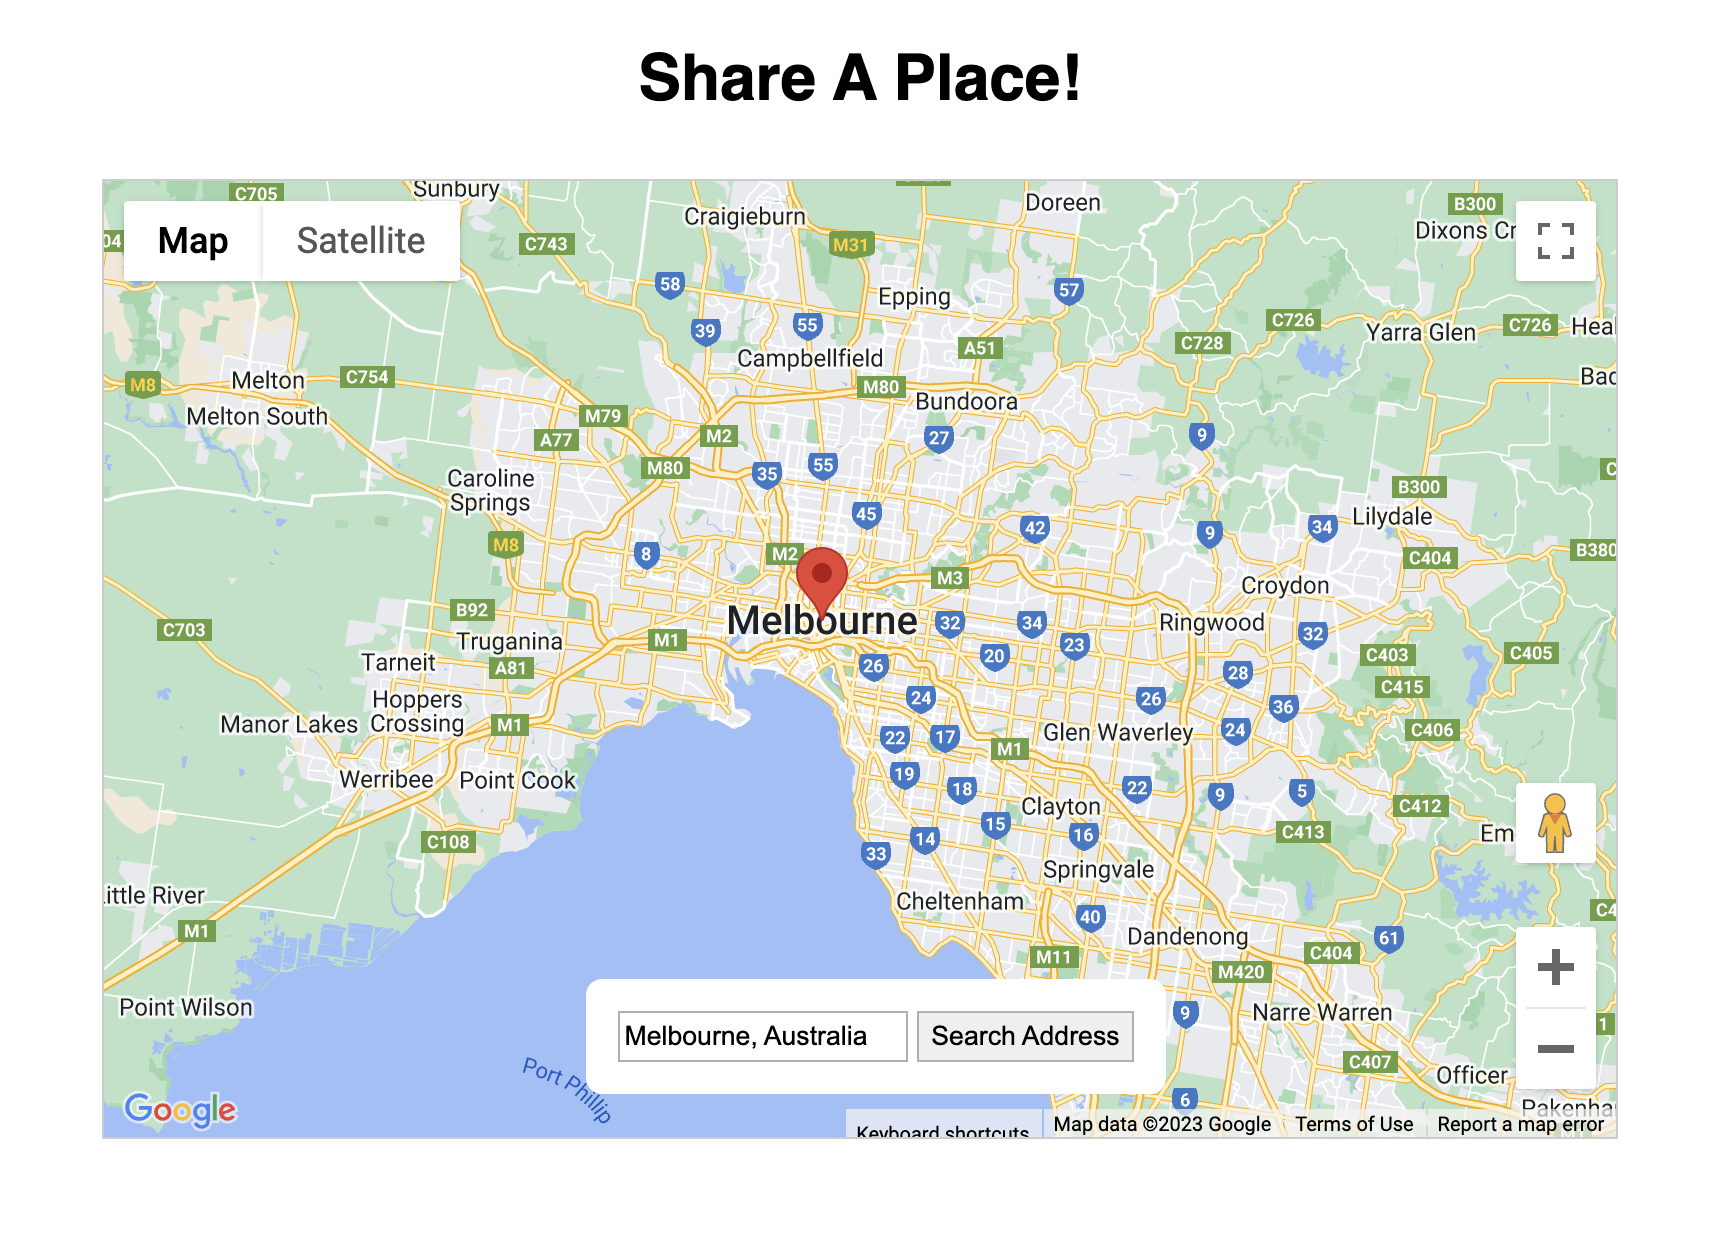 Share A Place!
Sunbury
C705
Craigieburn
Doreen
B300
Dixons Cr
04
Map
Satellite
C743
M31
58
Epping
57
39
55
C726
C726
Yarra Glen
Heal
C728
A51
Campbellfield
M8
Melton
C754
M80
Bac
Melton South
M79
Bundoora
A77
M2
27
9
M80
35
55
Caroline
Springs
B300
C
45
42
9
34
Lilydale
M8
8
M2
C404
B380
M3
Croydon
B92
C703
Melbourne
32
34
Ringwood
32
Truganina
M1
23
20
C403
C405
Tarneit
A81
26
28
C415
Hoppers
Crossing
24
26
36
Manor Lakes
M1
22
17
M1
Glen Waverley
24
C406
Werribee
Point Cook
19
18
22
9
5
Clayton
C412
C108
33
14
15
16
C413
Em
Springvale
ittle River
Cheltenham
C4
M1
40
Dandenong
61
M11
C404
M420
Point Wilson
9
Narre Warren
1
Melbourne, Australia
Search Address
C407
Officer
Port Phillip
6
Pakenha
Google
Keyboard shortcuts
Map data ©2023 Google
Terms of Use
Report a map error